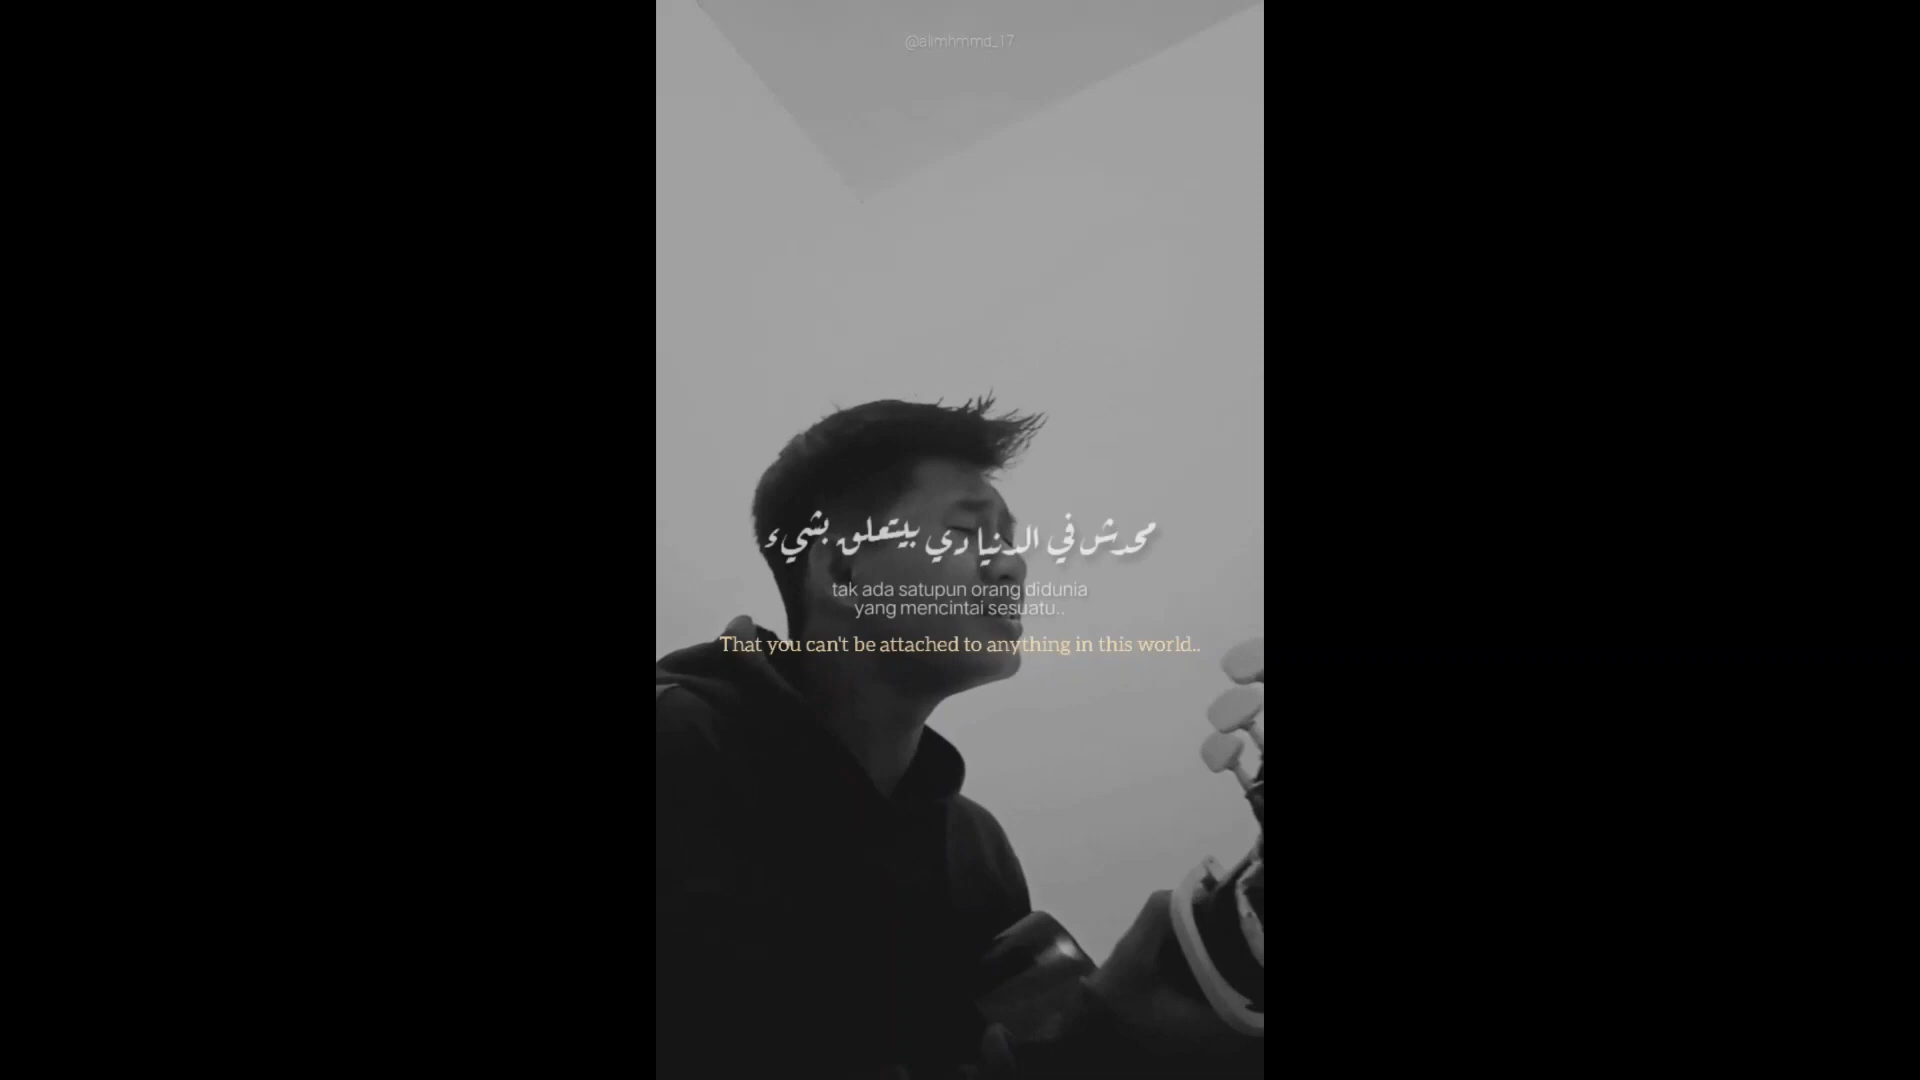 @alimhmmd_17
محدش في الدنيا دي بيتعلق بشيء
tak ada satupun orang didunia
yang mencintai sesuatu..
That you can't be attached to anything in this world..